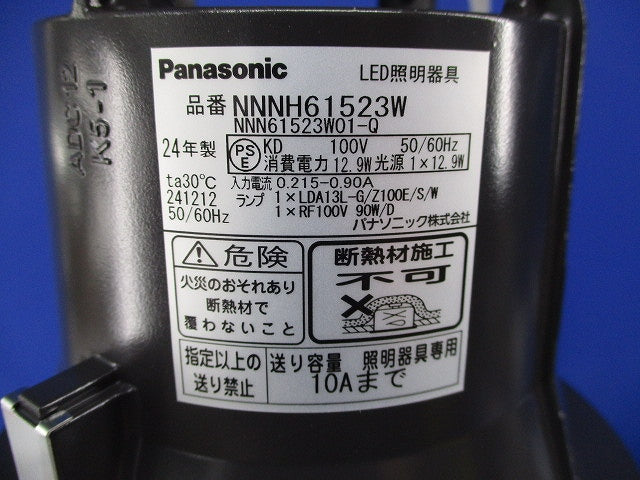 ADC12
K5-1
Panasonic LED照明器具
品番 NNNH61523W
NNN61523W01-Q
24年製 PSE KD 100V 50/60Hz
消費電力 12.9W 光源 1×12.9W
ta30℃ 入力電流 0.215-0.90A
241212 ランプ 1×LDA13L-G/Z100E/S/W
50/60Hz 1×RF100V 90W/D
パナソニック株式会社
危険
火災のおそれあり
断熱材で
覆わないこと
断熱材施工
不可
指定以上の
送り禁止
送り容量 照明器具専用
10Aまで